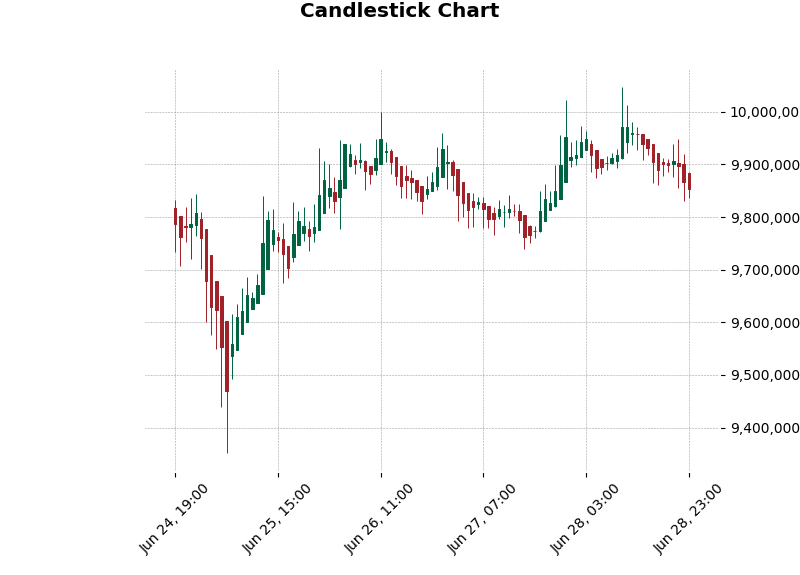 Candlestick Chart
10,000,00
9,900,000
9,800,000
9,700,000
9,600,000
9,500,000
9,400,000
Jun 24, 19:00
Jun 25, 15:00
Jun 26, 11:00
Jun 27, 07:00
Jun 28, 03:00
Jun 28, 23:00